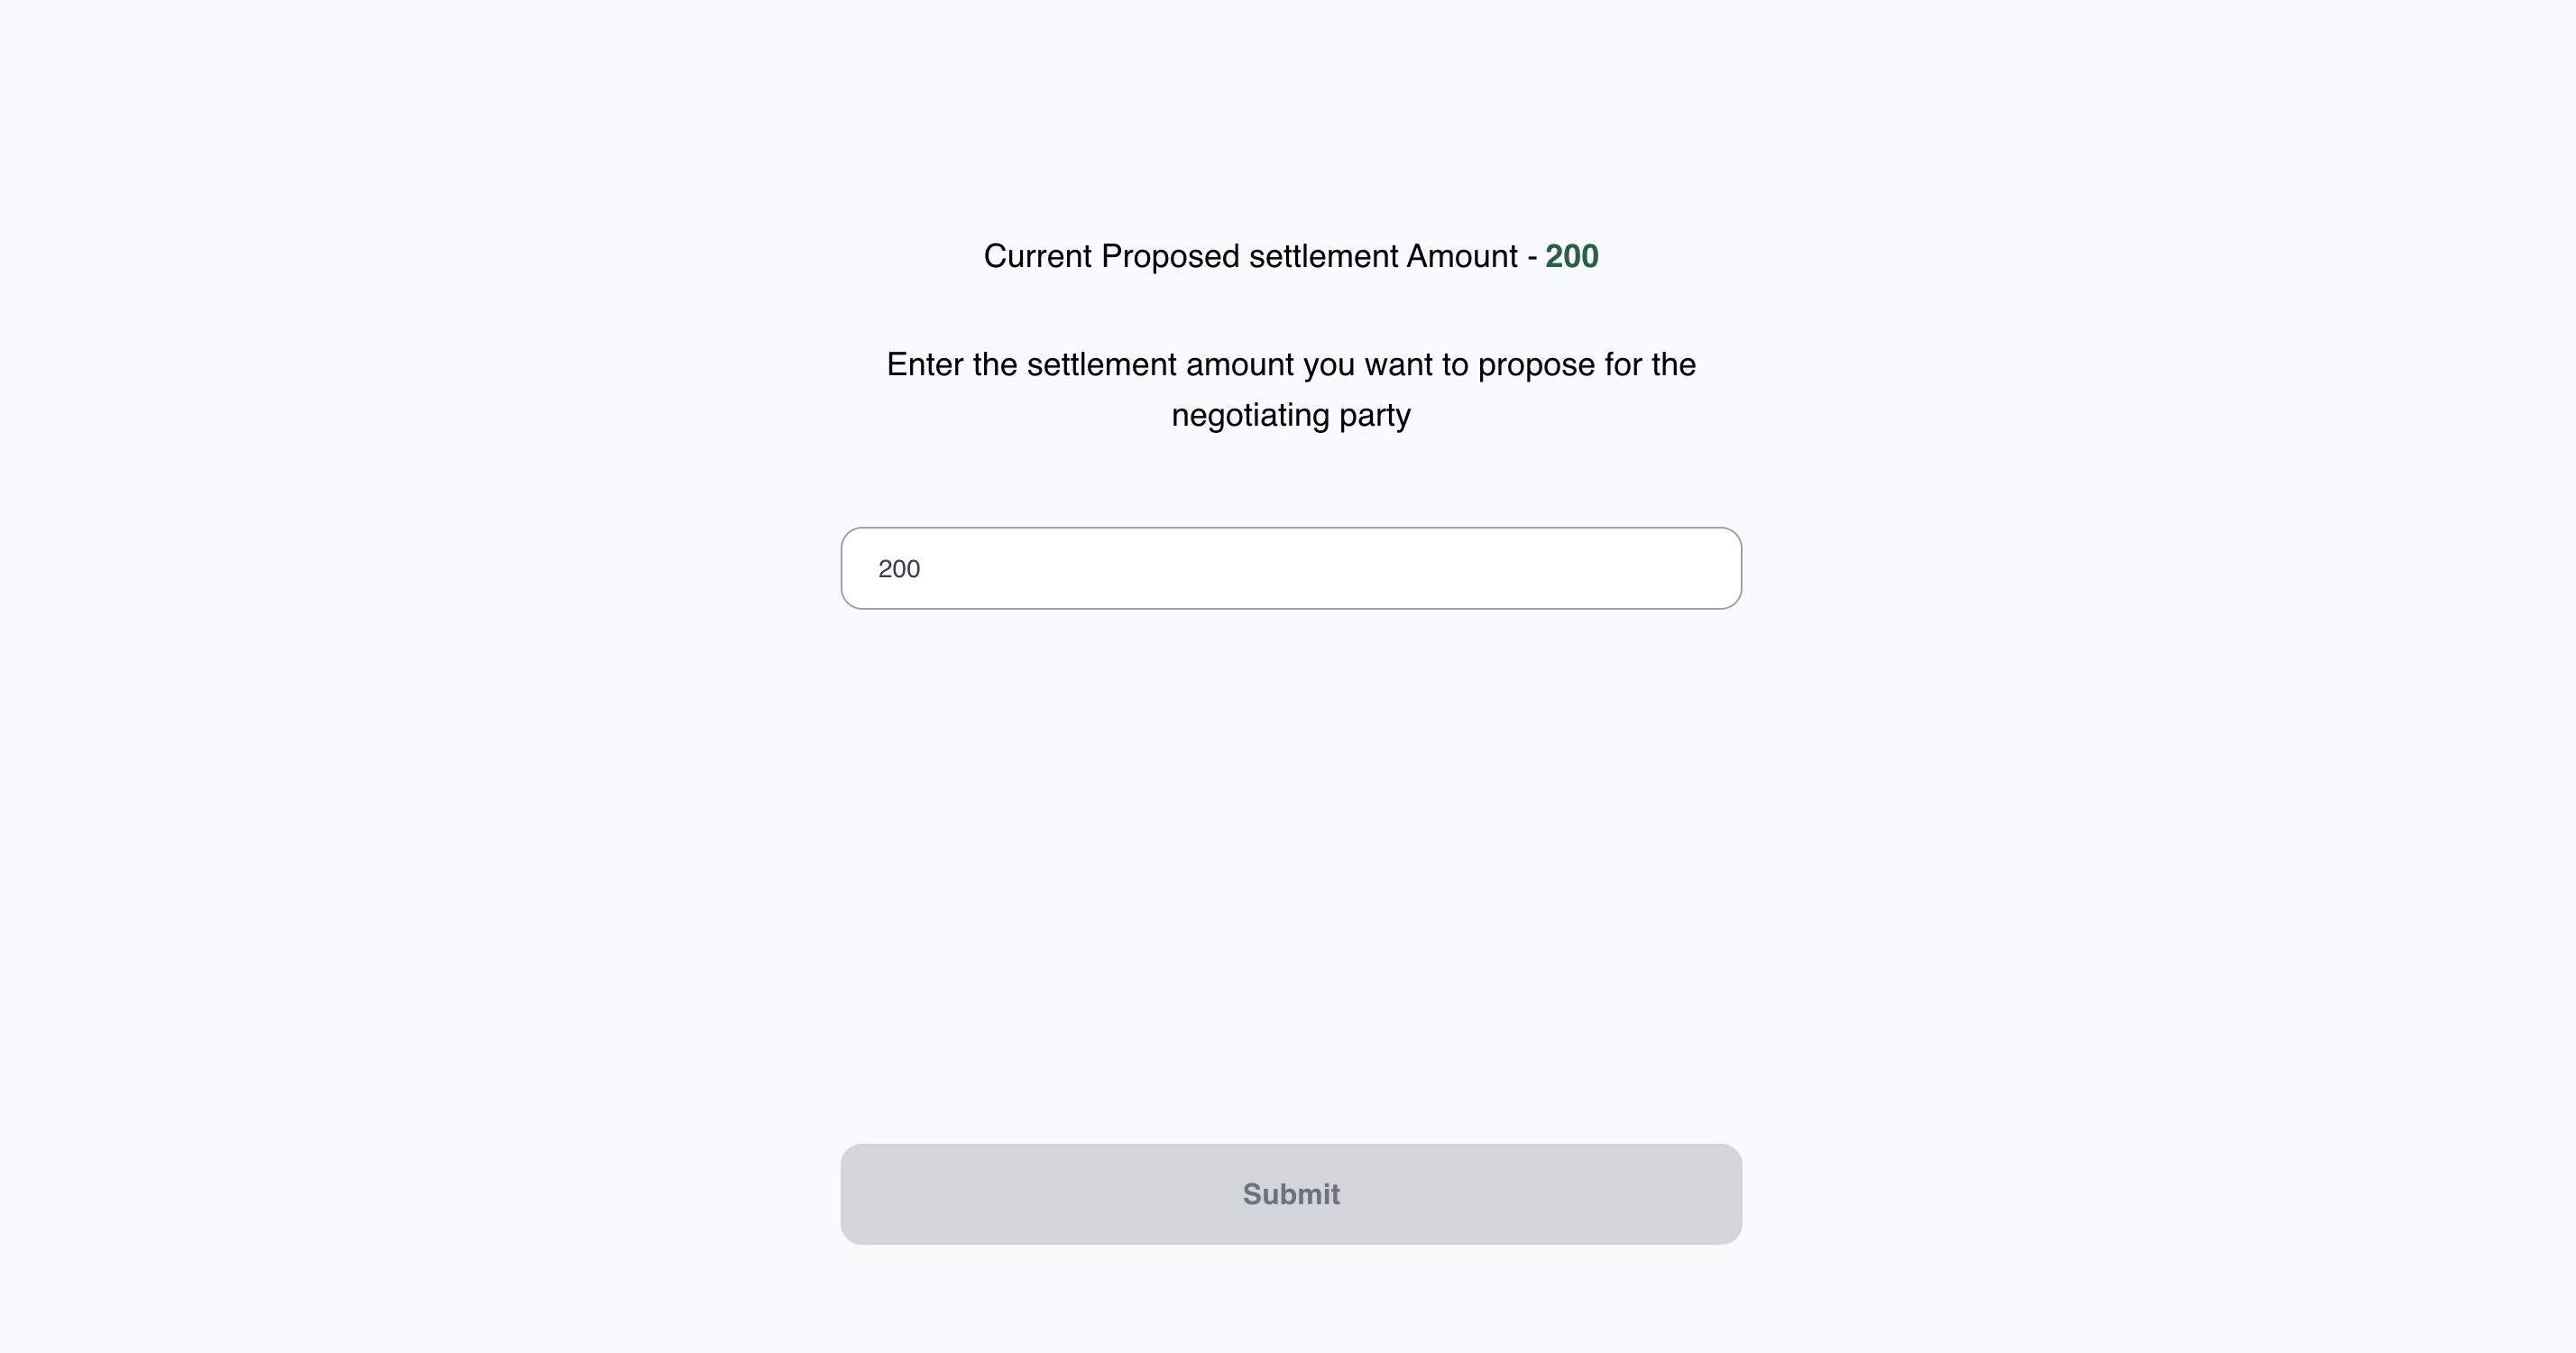 Current Proposed settlement Amount - 200
Enter the settlement amount you want to propose for the
negotiating party
200
Submit